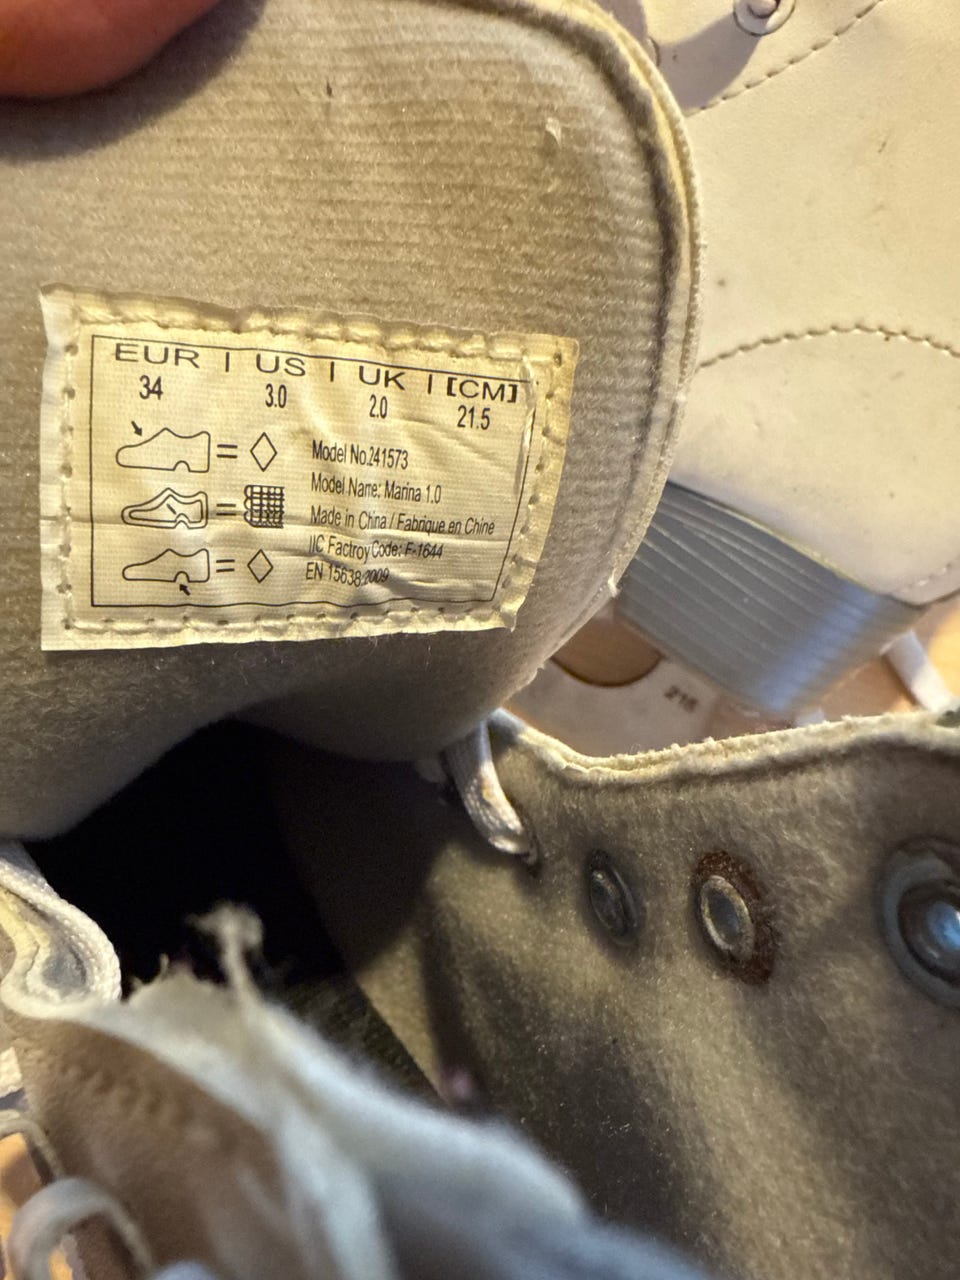 EUR | US | UK | [CM]
34 3.0 2.0 21.5
Model No.241573
Model Name: Marina 1.0
Made in China / Fabrique en Chine
IIC Factroy Code: F-1644
EN 15638:2009
215